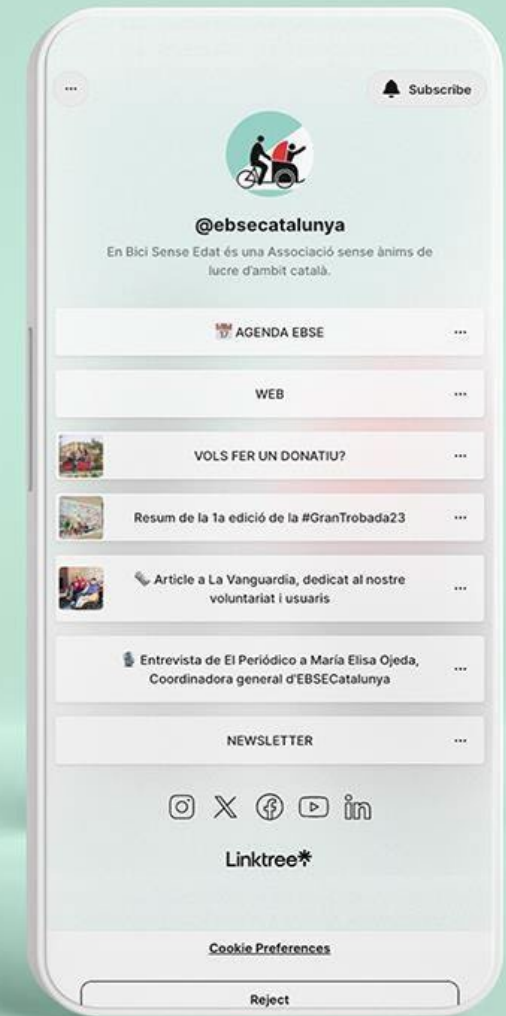 Subscribe
@ebsecatalunya
En Bici Sense Edat és una Associació sense ànims de
lucre d'ambit català.
AGENDA EBSE
WEB
VOLS FER UN DONATIU?
Resum de la 1a edició de la #GranTrobada23
Article a La Vanguardia, dedicat al nostre
voluntariat i usuaris
Entrevista de El Periódico a María Elisa Ojeda,
Coordinadora general d'EBSECatalunya
NEWSLETTER
Linktree
Cookie Preferences
Reject